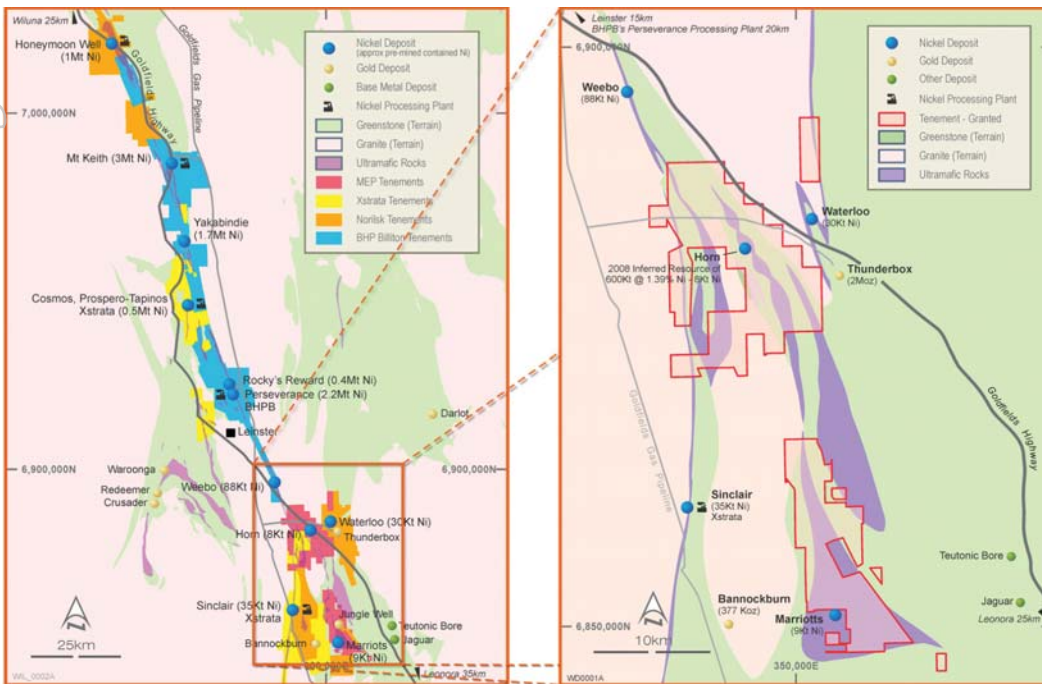 Wiluna 25km
Honeymoon Well
(1Mt Ni)
Goldfields Highway
Goldfields Gas Pipeline
7,000,000N
Mt Keith (3Mt Ni)
Yakabindie
(1.7Mt Ni)
Cosmos, Prospero-Tapinos
Xstrata (0.5Mt Ni)
Rocky's Reward (0.4Mt Ni)
Perseverance (2.2Mt Ni)
BHPB
Leinster
Darlot
6,900,000N
6,900,000N
Waroonga
Redeemer
Crusader
Weebo (88Kt Ni)
Waterloo (30Kt Ni)
Horn (8Kt Ni)
Thunderbox
Sinclair (35Kt Ni)
Xstrata
Jungle Well
Teutonic Bore
Jaguar
Bannockburn
Marriots
(9Kt Ni)
25km
Leonora 35km
WIL_0002A
Nickel Deposit
(approx pre-mined contained Ni)
Gold Deposit
Base Metal Deposit
Nickel Processing Plant
Greenstone (Terrain)
Granite (Terrain)
Ultramafic Rocks
MEP Tenements
Xstrata Tenements
Norilsk Tenements
BHP Billiton Tenements
Leinster 15km
BHPB's Perseverance Processing Plant 20km
6,900,000N
Weebo
(88Kt Ni)
Nickel Deposit
Gold Deposit
Other Deposit
Nickel Processing Plant
Tenement - Granted
Greenstone (Terrain)
Granite (Terrain)
Ultramafic Rocks
Waterloo
(30Kt Ni)
Horn
2008 Inferred Resource of
600Kt @ 1.39% Ni - 8Kt Ni
Thunderbox
(2Moz)
Goldfields Highway
Goldfields Gas Pipeline
Sinclair
(35Kt Ni)
Xstrata
Teutonic Bore
Jaguar
Leonora 25km
Bannockburn
(377 Koz)
Marriotts
(9Kt Ni)
6,850,000N
350,000E
10km
WD0001A